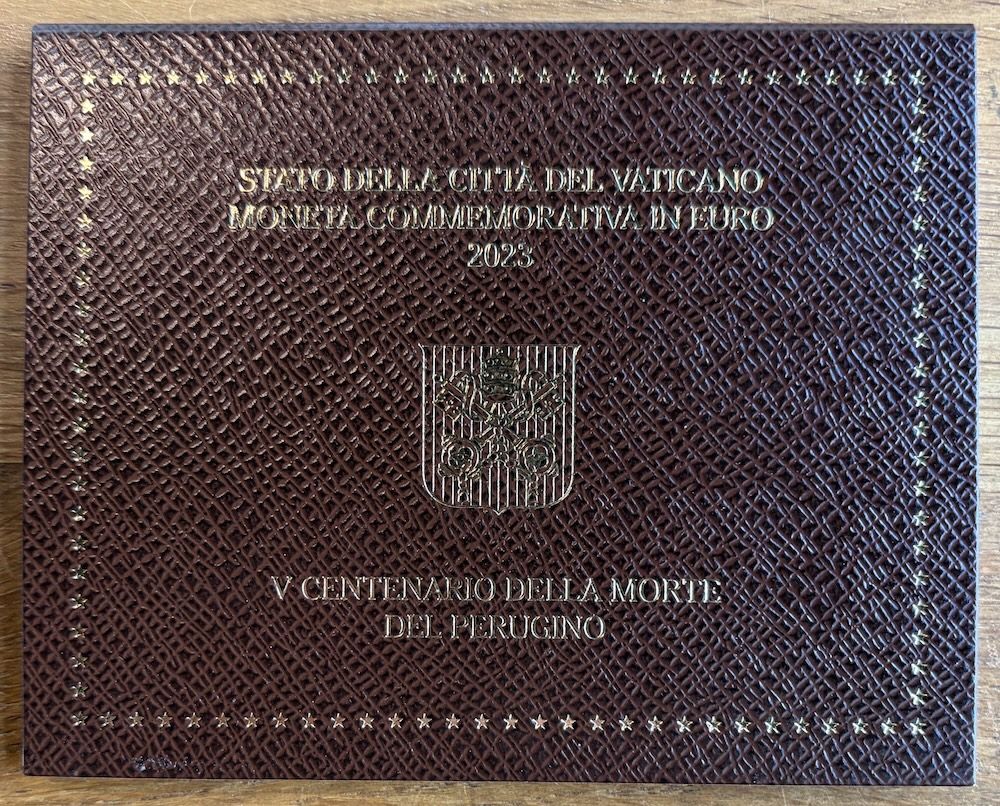 STATO DELLA CITTÀ DEL VATICANO
MONETA COMMEMORATIVA IN EURO
2023
V CENTENARIO DELLA MORTE
DEL PERUGINO